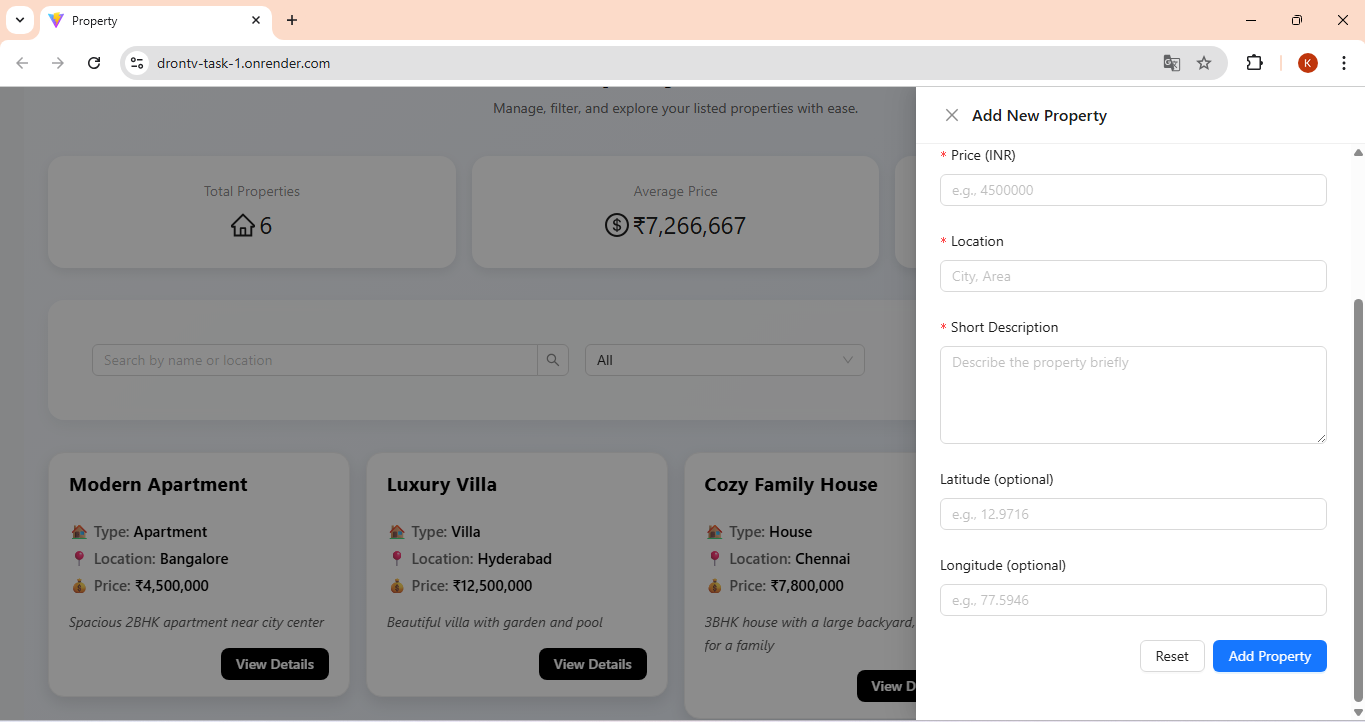 Property
drontv-task-1.onrender.com
K
Manage, filter, and explore your listed properties with ease.
Total Properties
6
Average Price
₹7,266,667
Search by name or location
All
Modern Apartment
Type: Apartment
Location: Bangalore
Price: ₹4,500,000
Spacious 2BHK apartment near city center
View Details
Luxury Villa
Type: Villa
Location: Hyderabad
Price: ₹12,500,000
Beautiful villa with garden and pool
View Details
Cozy Family House
Type: House
Location: Chennai
Price: ₹7,800,000
3BHK house with a large backyard,
for a family
View D
Add New Property
* Price (INR)
e.g., 4500000
* Location
City, Area
* Short Description
Describe the property briefly
Latitude (optional)
e.g., 12.9716
Longitude (optional)
e.g., 77.5946
Reset
Add Property